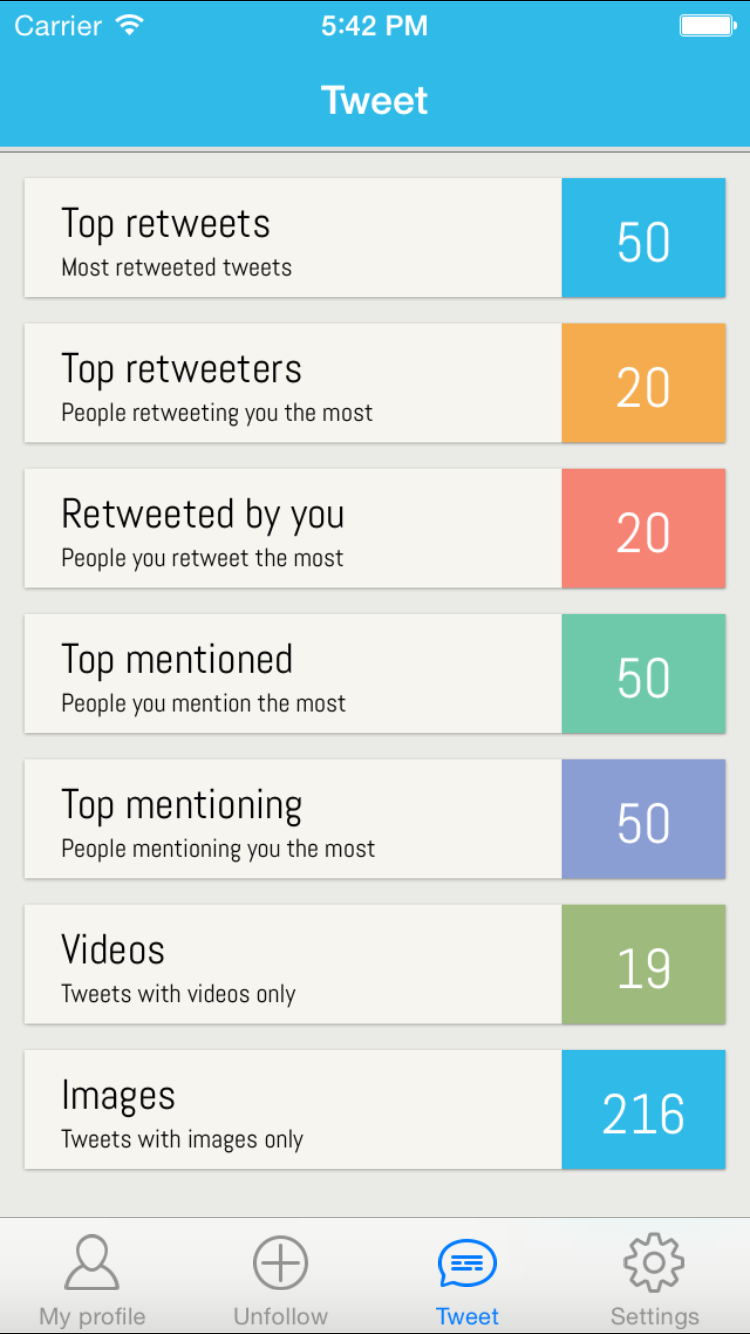 Carrier 5:42 PM
Tweet
Top retweets
Most retweeted tweets
50
Top retweeters
People retweeting you the most
20
Retweeted by you
People you retweet the most
20
Top mentioned
People you mention the most
50
Top mentioning
People mentioning you the most
50
Videos
Tweets with videos only
19
Images
Tweets with images only
216
My profile Unfollow Tweet Settings